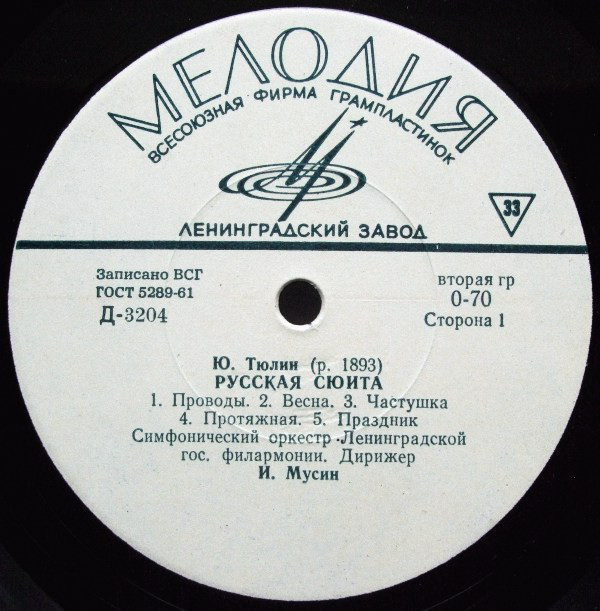 МЕЛОДИЯ
ВСЕСОЮЗНАЯ ФИРМА ГРАМПЛАСТИНОК
33
ЛЕНИНГРАДСКИЙ ЗАВОД
Записано ВСГ
ГОСТ 5289-61
Д-3204
вторая гр
0-70
Сторона 1
Ю. Тюлин (р. 1893)
РУССКАЯ СЮИТА
1. Проводы. 2. Весна. 3. Частушка
4. Протяжная. 5. Праздник
Симфонический оркестр Ленинградской
гос. филармонии. Дирижер
И. Мусин